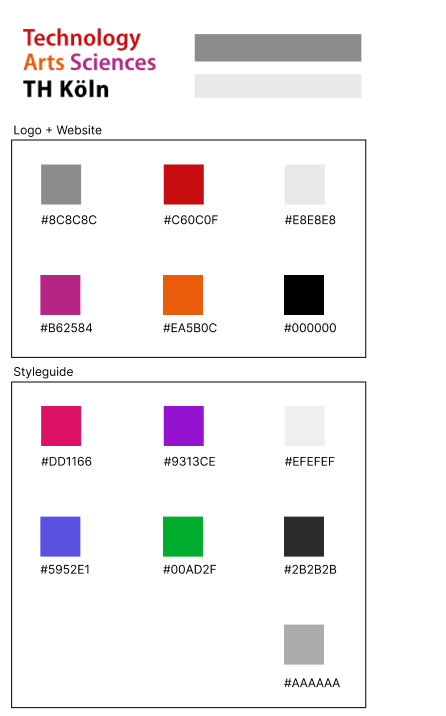 Technology
Arts Sciences
TH Köln
Logo + Website
#8C8C8C #C60C0F #E8E8E8
#B62584 #EA5B0C #000000
Styleguide
#DD1166 #9313CE #EFEFEF
#5952E1 #00AD2F #2B2B2B
#AAAAAA